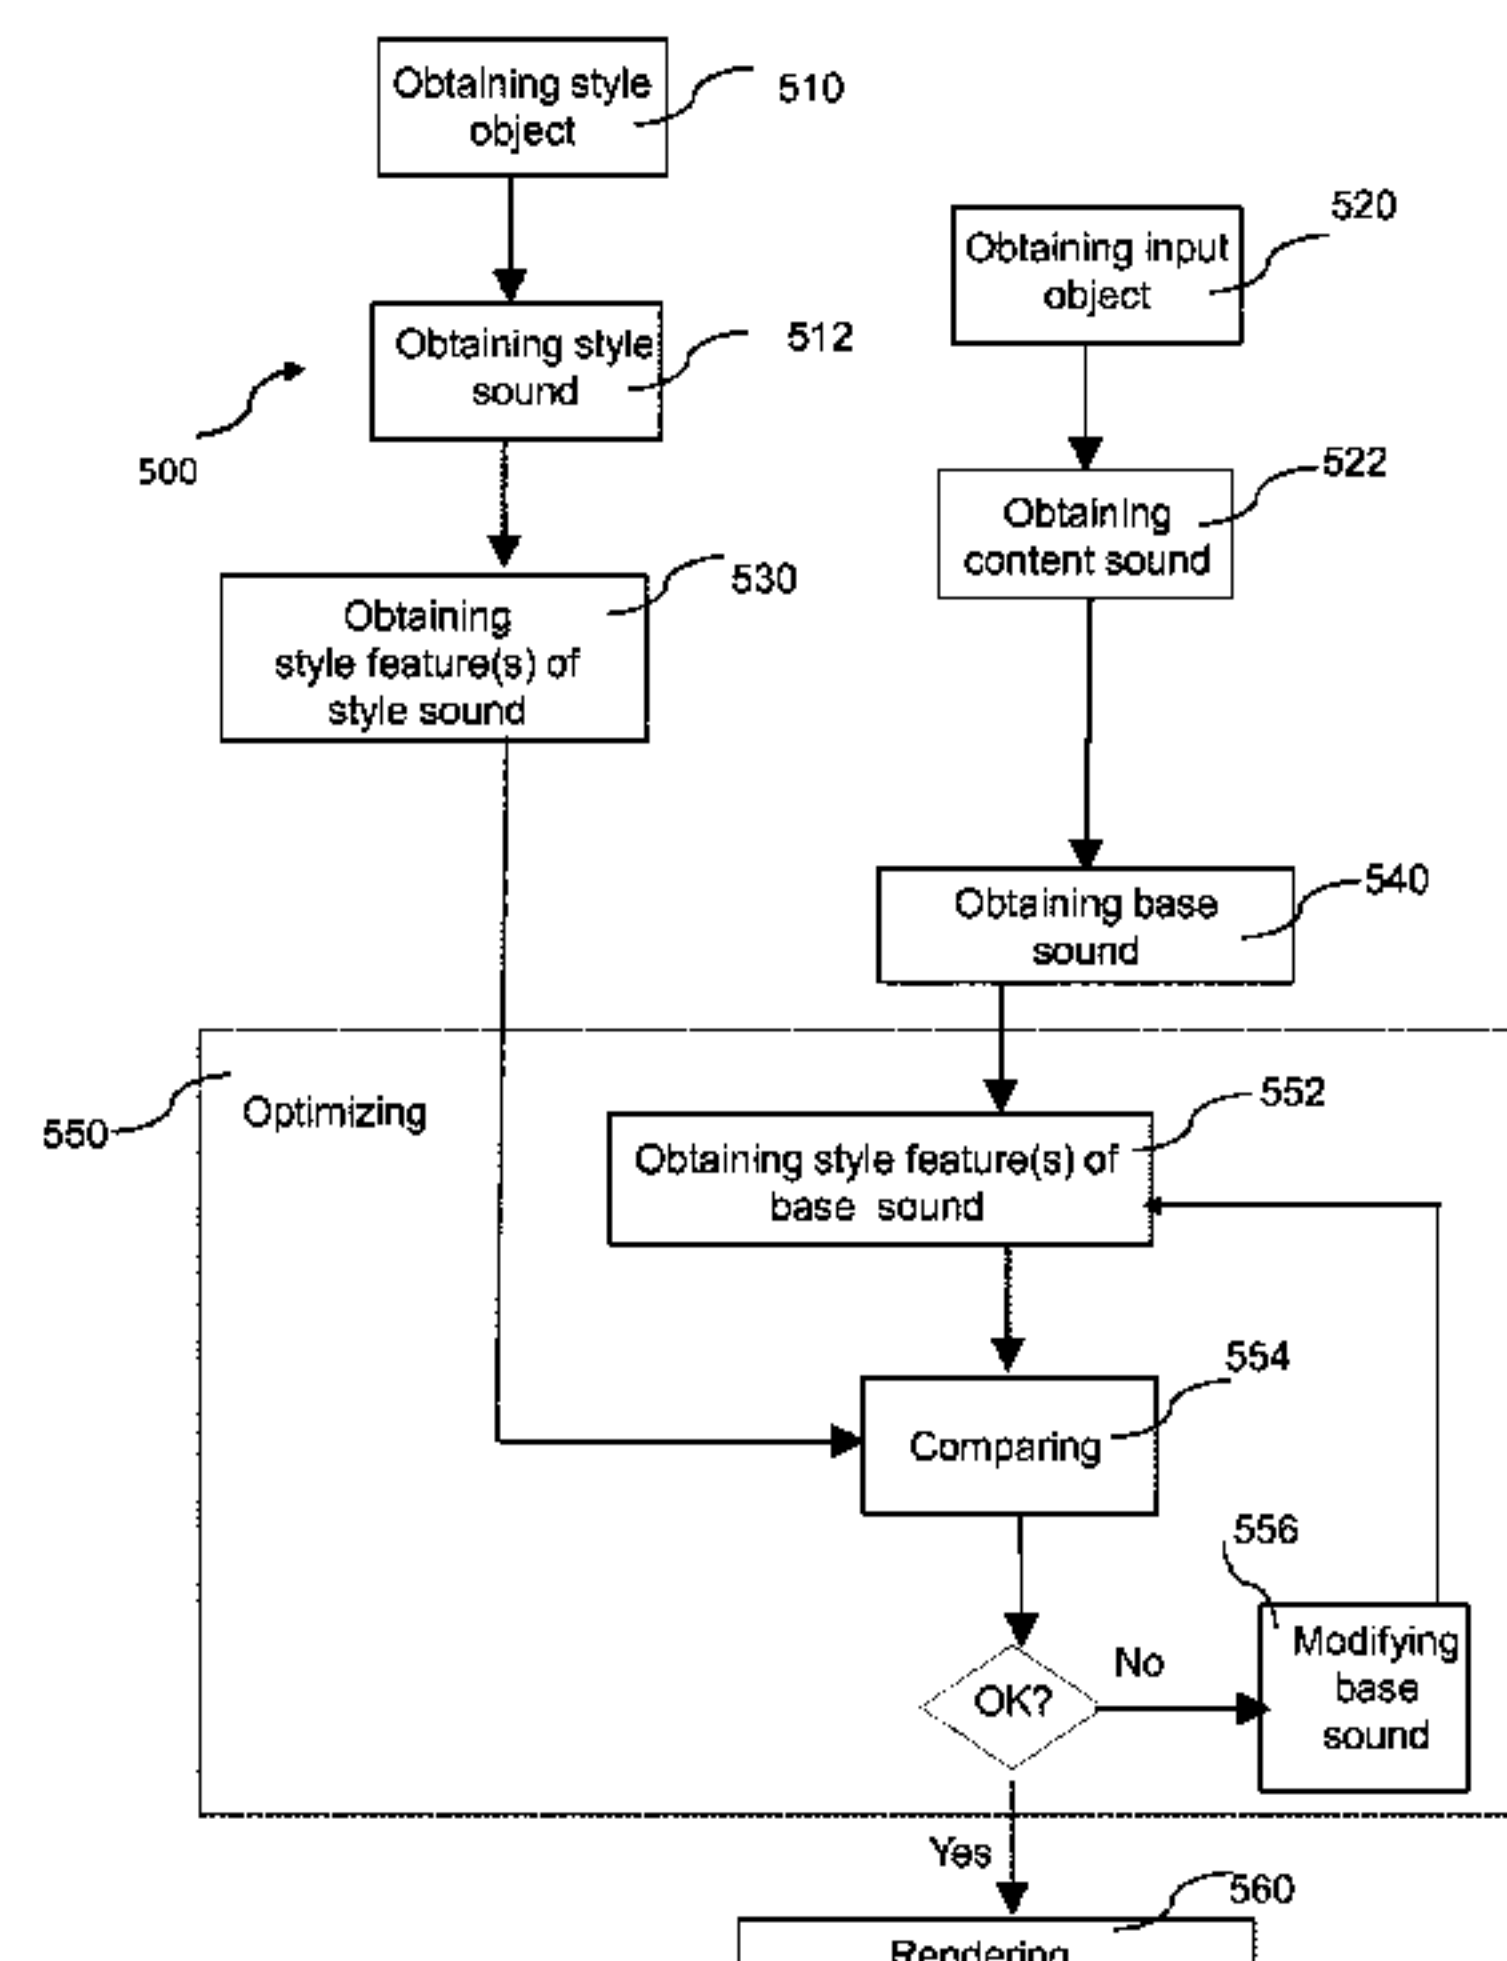 Obtaining style
object
510
520
Obtaining input
object
Obtaining style
sound
512
500
522
Obtaining
content sound
530
Obtaining
style feature(s) of
style sound
540
Obtaining base
sound
550
Optimizing
552
Obtaining style feature(s) of
base sound
554
Comparing
556
Modifying
base
sound
OK?
No
Yes
560
Rendering